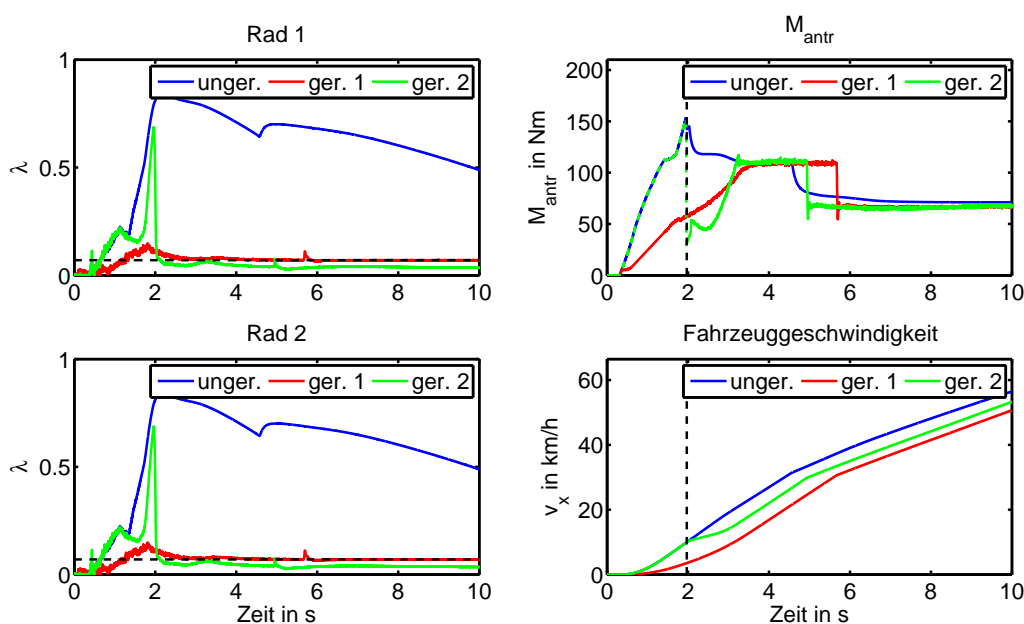 Rad 1
1
0.5
0
λ
unger. ger. 1 ger. 2
0 2 4 6 8 10
M_antr
200
150
100
50
0
M_antr in Nm
unger. ger. 1 ger. 2
0 2 4 6 8 10
Rad 2
1
0.5
0
λ
unger. ger. 1 ger. 2
0 2 4 6 8 10
Zeit in s
Fahrzeuggeschwindigkeit
60
40
20
0
v_x in km/h
unger. ger. 1 ger. 2
0 2 4 6 8 10
Zeit in s